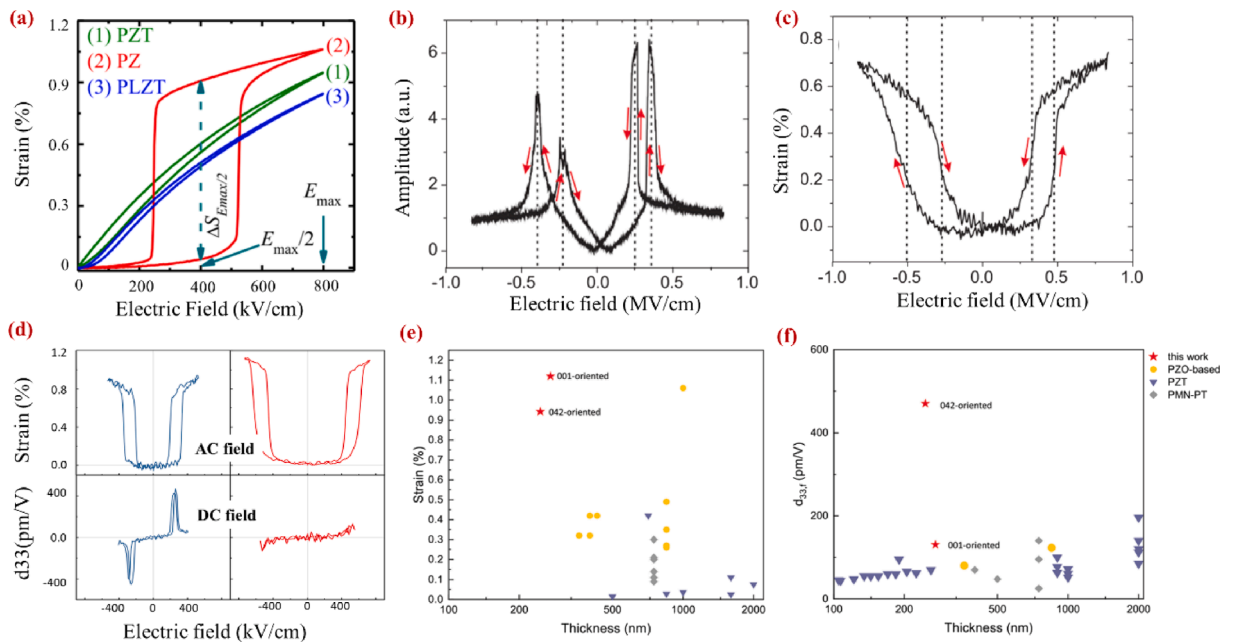 (a)
(1) PZT
(2) PZ
(3) PLZT
(2)
(1)
(3)
ΔS_Emax/2
E_max
E_max/2
Strain (%)
1.2
0.9
0.6
0.3
0
0 200 400 600 800
Electric Field (kV/cm)
(b)
Amplitude (a.u.)
6
4
2
0
-1.0 -0.5 0.0 0.5 1.0
Electric field (MV/cm)
(c)
Strain (%)
0.8
0.6
0.4
0.2
0.0
-1.0 -0.5 0.0 0.5 1.0
Electric field (MV/cm)
(d)
Strain (%)
1.2
0.8
0.4
0.0
AC field
d33(pm/V)
400
0.0
-400
DC field
-400 0 400 -400 0 400
Electric field (kV/cm)
(e)
Strain (%)
1.2
1.1
1.0
0.9
0.8
0.7
0.6
0.5
0.4
0.3
0.2
0.1
0.0
001-oriented
042-oriented
100 200 500 1000 2000
Thickness (nm)
(f)
d33,f (pm/V)
600
500
400
300
200
100
0
042-oriented
001-oriented
100 200 500 1000 2000
Thickness (nm)
this work
PZO-based
PZT
PMN-PT